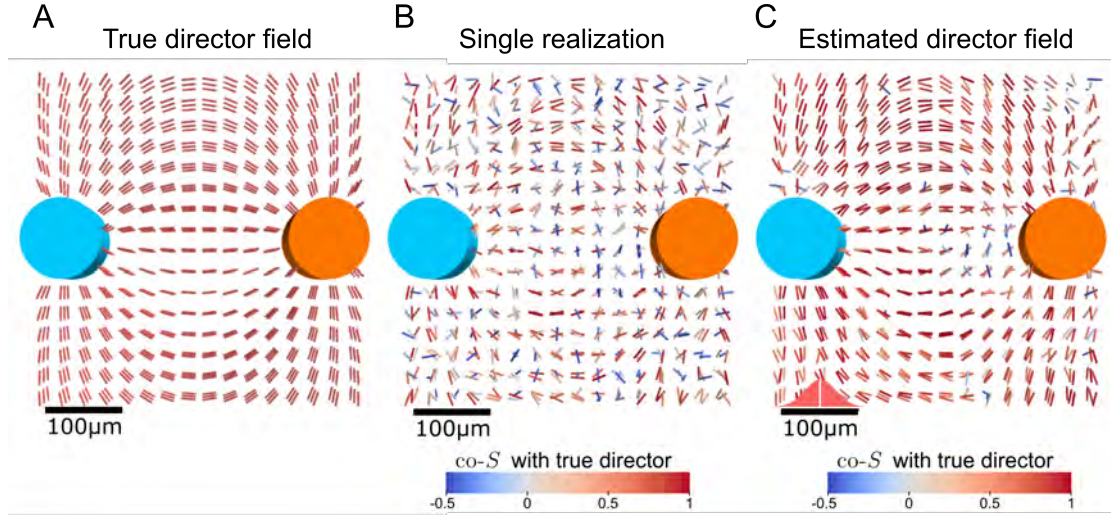 A
True director field
B
Single realization
C
Estimated director field
100μm
100μm
100μm
co-S with true director
-0.5 0 0.5 1
co-S with true director
-0.5 0 0.5 1